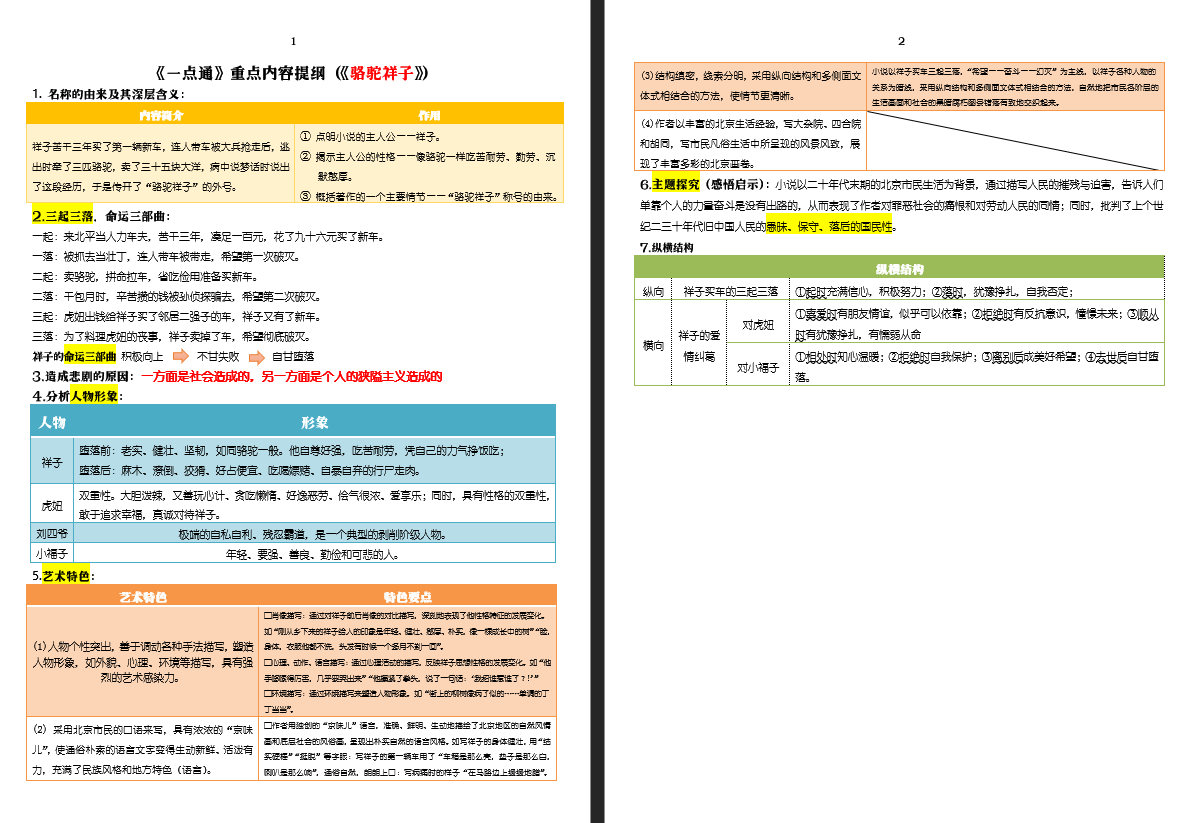 1
《一点通》重点内容提纲（《骆驼祥子》）
1. 名称的由来及其深层含义：
内容简介
作用
祥子苦干三年买了第一辆新车，连人带车被大兵抢走后，逃
出时牵了三匹骆驼，卖了三十五块大洋，病中说梦话时说出
了这段经历，于是传开了“骆驼祥子”的外号。
① 点明小说的主人公——祥子。
② 揭示主人公的性格——像骆驼一样吃苦耐劳、勤劳、沉
默憨厚。
③ 概括著作的一个主要情节——“骆驼祥子”称号的由来。
2.三起三落，命运三部曲：
一起：来北平当人力车夫，苦干三年，凑足一百元，花了九十六元买了新车。
一落：被抓去当壮丁，连人带车被带走，希望第一次破灭。
二起：卖骆驼，拼命拉车，省吃俭用准备买新车。
二落：干包月时，辛苦攒的钱被孙侦探骗去，希望第二次破灭。
三起：虎妞出钱给祥子买了邻居二强子的车，祥子又有了新车。
三落：为了料理虎妞的丧事，祥子卖掉了车，希望彻底破灭。
祥子的命运三部曲 积极向上 不甘失败 自甘堕落
3.造成悲剧的原因：一方面是社会造成的，另一方面是个人的狭隘主义造成的
4.分析人物形象：
人物
形象
祥子
堕落前：老实、健壮、坚韧，如同骆驼一般。他自尊好强，吃苦耐劳，凭自己的力气挣饭吃；
堕落后：麻木、潦倒、狡猾、好占便宜、吃喝嫖赌、自暴自弃的行尸走肉。
虎妞
双重性。大胆泼辣，又善玩心计、贪吃懒惰、好逸恶劳、俗气很浓、爱享乐；同时，具有性格的双重性，
敢于追求幸福，真诚对待祥子。
刘四爷
极端的自私自利、残忍霸道，是一个典型的剥削阶级人物。
小福子
年轻、要强、善良、勤俭和可悲的人。
5.艺术特色：
艺术特色
特色要点
(1)人物个性突出，善于调动各种手法描写，塑造
人物形象，如外貌、心理、环境等描写，具有强
烈的艺术感染力。
□肖像描写：通过对祥子前后肖像的对比描写，深刻地表现了他性格特征的发展变化。
如“刚从乡下来的祥子给人的印象是年轻、健壮、憨厚、朴实，像一棵成长中的树”“脸，
身体，衣服他都不洗，头发有时候一个多月不剃一回”。
□心理、动作、语言描写：通过心理活动的描写，反映祥子思想性格的发展变化。如“他
手哆嗦得厉害，几乎要哭出来”“他攥紧了拳头，说了一句话：‘我招谁惹谁了？！’”
□环境描写：通过环境描写来塑造人物形象。如“街上的柳树像病了似的……单调的丁
丁当当”。
(2) 采用北京市民的口语来写，具有浓浓的“京味
儿”，使通俗朴素的语言文字变得生动新鲜、活泼有
力，充满了民族风格和地方特色（语言）。
□作者用独创的“京味儿”语言，准确、鲜明、生动地描绘了北京地区的自然风情
画和底层社会的风俗画，呈现出朴实自然的语言风格。如写祥子的身体健壮，用“结
实硬棒”“挺脱”等字眼；写祥子的第一辆车用了“车箱是那么亮，垫子是那么白，
喇叭是那么响”，通俗自然，朗朗上口；写病痛时的样子“在马路边上缓缓地蹭”。
2
(3)结构缜密，线索分明，采用纵向结构和多侧面文
体式相结合的方法，使情节更清晰。
小说以祥子买车三起三落，“希望——奋斗——幻灭”为主线，以祥子各种人物的
关系为暗线，采用纵向结构和多侧面文体式相结合的方法，自然地把市民各阶层的
生活画面和社会的黑暗腐朽图景错落有致地交织起来。
(4)作者以丰富的北京生活经验，写大杂院、四合院
和胡同，写市民凡俗生活中所呈现的风景风致，展
现了丰富多彩的北京画卷。
6.主题探究（感悟启示）：小说以二十年代末期的北京市民生活为背景，通过描写人民的摧残与迫害，告诉人们
单靠个人的力量奋斗是没有出路的，从而表现了作者对罪恶社会的痛恨和对劳动人民的同情；同时，批判了上个世
纪二三十年代旧中国人民的愚昧、保守、落后的国民性。
7.纵横结构
纵横结构
纵向
祥子买车的三起三落
①起时充满信心，积极努力；②落时，犹豫挣扎，自我否定；
横向
祥子的爱
情纠葛
对虎妞
①喜爱时有朋友情谊，似乎可以依靠；②拒绝时有反抗意识，憧憬未来；③顺从
时有犹豫挣扎，有懦弱从命
对小福子
①相处时知心温暖；②拒绝时自我保护；③离别后成美好希望；④去世后自甘堕
落。